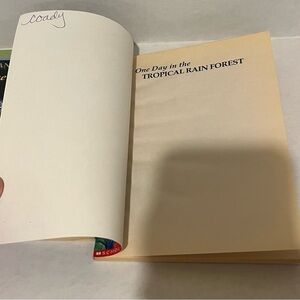 coady
One Day in the
TROPICAL RAIN FOREST